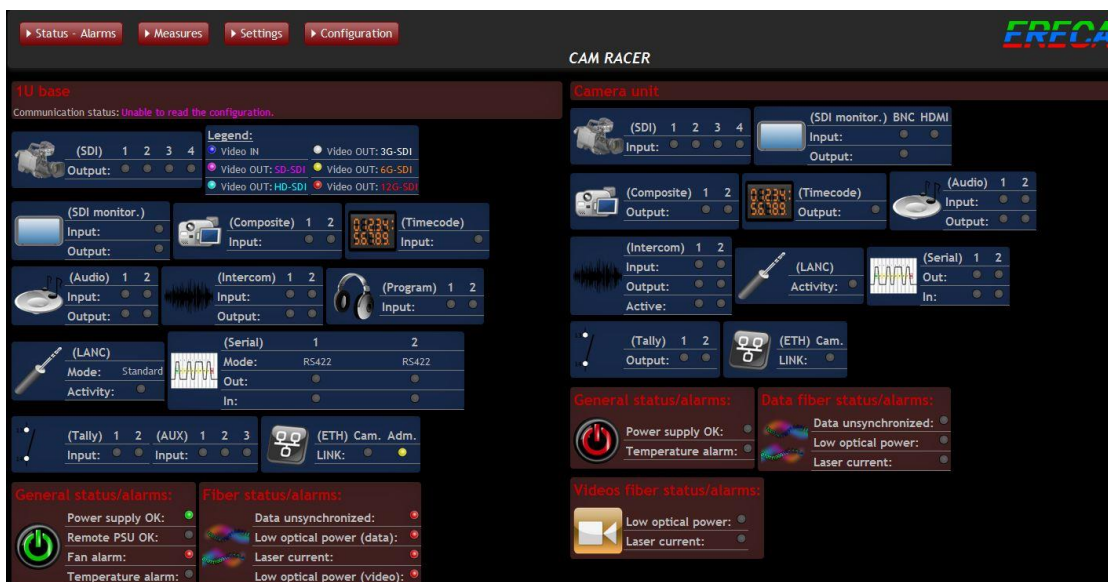 Status - Alarms Measures Settings Configuration
ERECA
CAM RACER
1U base
Communication status: Unable to read the configuration.
(SDI) 1 2 3 4
Output:
Legend:
Video IN Video OUT: 3G-SDI
Video OUT: SD-SDI Video OUT: 6G-SDI
Video OUT: HD-SDI Video OUT: 12G-SDI
(SDI monitor.)
Input:
Output:
(Composite) 1 2
Input:
(Timecode)
Input:
(Audio) 1 2
Input:
Output:
(Intercom) 1 2
Input:
Output:
(Program) 1 2
Input:
(LANC)
Mode: Standard
Activity:
(Serial) 1 2
Mode: RS422 RS422
Out:
In:
(Tally) 1 2 (AUX) 1 2 3
Input: Input:
(ETH) Cam. Adm.
LINK:
General status/alarms:
Power supply OK:
Remote PSU OK:
Fan alarm:
Temperature alarm:
Fiber status/alarms:
Data unsynchronized:
Low optical power (data):
Laser current:
Low optical power (video):
Camera unit
(SDI) 1 2 3 4
Input:
(SDI monitor.) BNC HDMI
Input:
Output:
(Composite) 1 2
Output:
(Timecode)
Output:
(Audio) 1 2
Input:
Output:
(Intercom) 1 2
Input:
Output:
Active:
(LANC)
Activity:
(Serial) 1 2
Out:
In:
(Tally) 1 2
Output:
(ETH) Cam.
LINK:
General status/alarms:
Power supply OK:
Temperature alarm:
Data fiber status/alarms:
Data unsynchronized:
Low optical power:
Laser current:
Videos fiber status/alarms:
Low optical power:
Laser current: